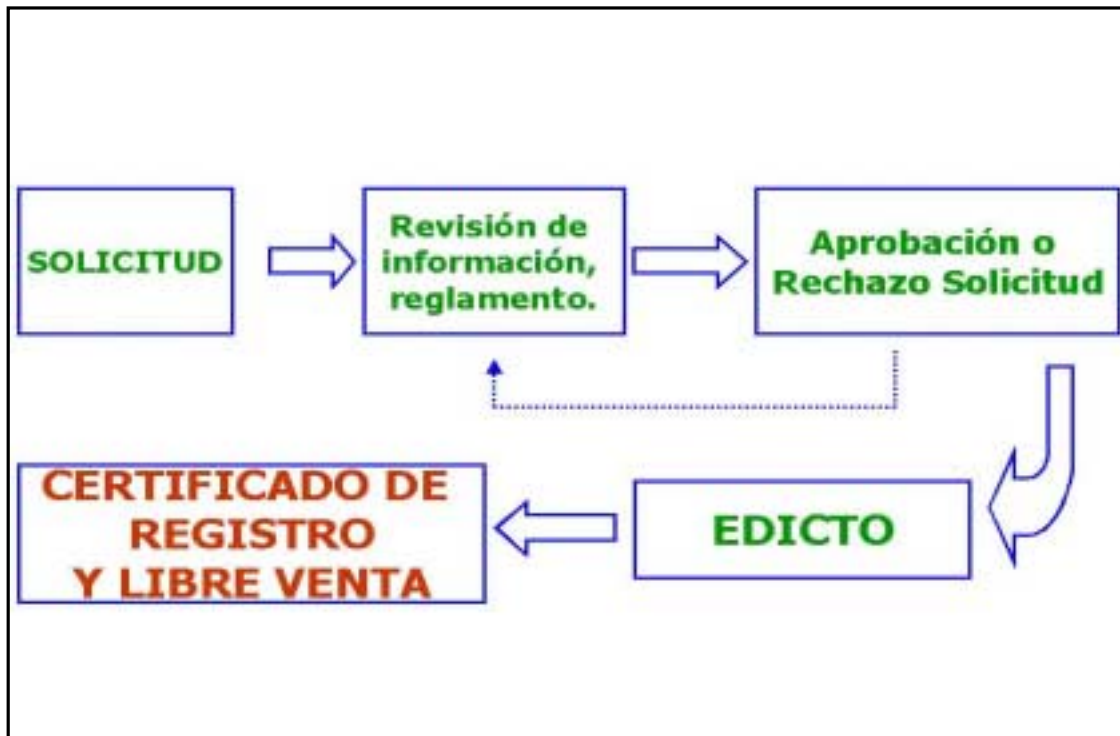 SOLICITUD
Revisión de
información,
reglamento.
Aprobación o
Rechazo Solicitud
EDICTO
CERTIFICADO DE
REGISTRO
Y LIBRE VENTA